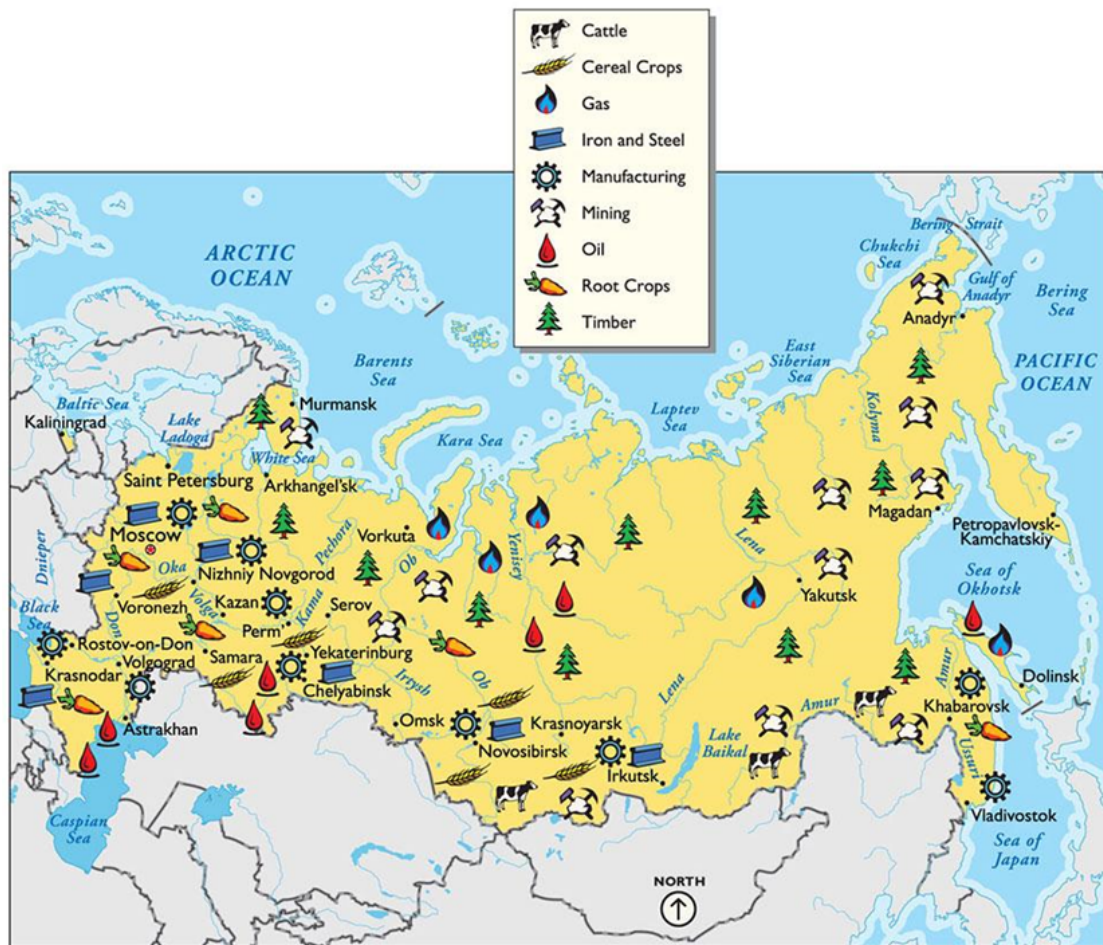 Cattle
Cereal Crops
Gas
Iron and Steel
Manufacturing
Mining
Oil
Root Crops
Timber
ARCTIC
OCEAN
Bering Strait
Chukchi
Sea
Gulf of
Anadyr
Bering
Sea
Anadyr
East
Siberian
Sea
PACIFIC
OCEAN
Barents
Sea
Laptev
Sea
Kara Sea
Kolyma
Baltic Sea
Kaliningrad
Lake
Ladoga
Murmansk
White Sea
Saint Petersburg
Arkhangel'sk
Magadan
Petropavlovsk-
Kamchatskiy
Vorkuta
Pechora
Ob
Yenisey
Lena
Moscow
Dnieper
Oka
Nizhniy Novgorod
Yakutsk
Sea of
Okhotsk
Voronezh
Volga
Kazan
Kama
Serov
Black
Sea
Don
Perm
Rostov-on-Don
Volgograd
Samara
Yekaterinburg
Krasnodar
Chelyabinsk
Irtysh
Ob
Lena
Amur
Amur
Dolinsk
Khabarovsk
Astrakhan
Omsk
Krasnoyarsk
Novosibirsk
Irkutsk
Lake
Baikal
Ussuri
Caspian
Sea
Vladivostok
Sea of
Japan
NORTH